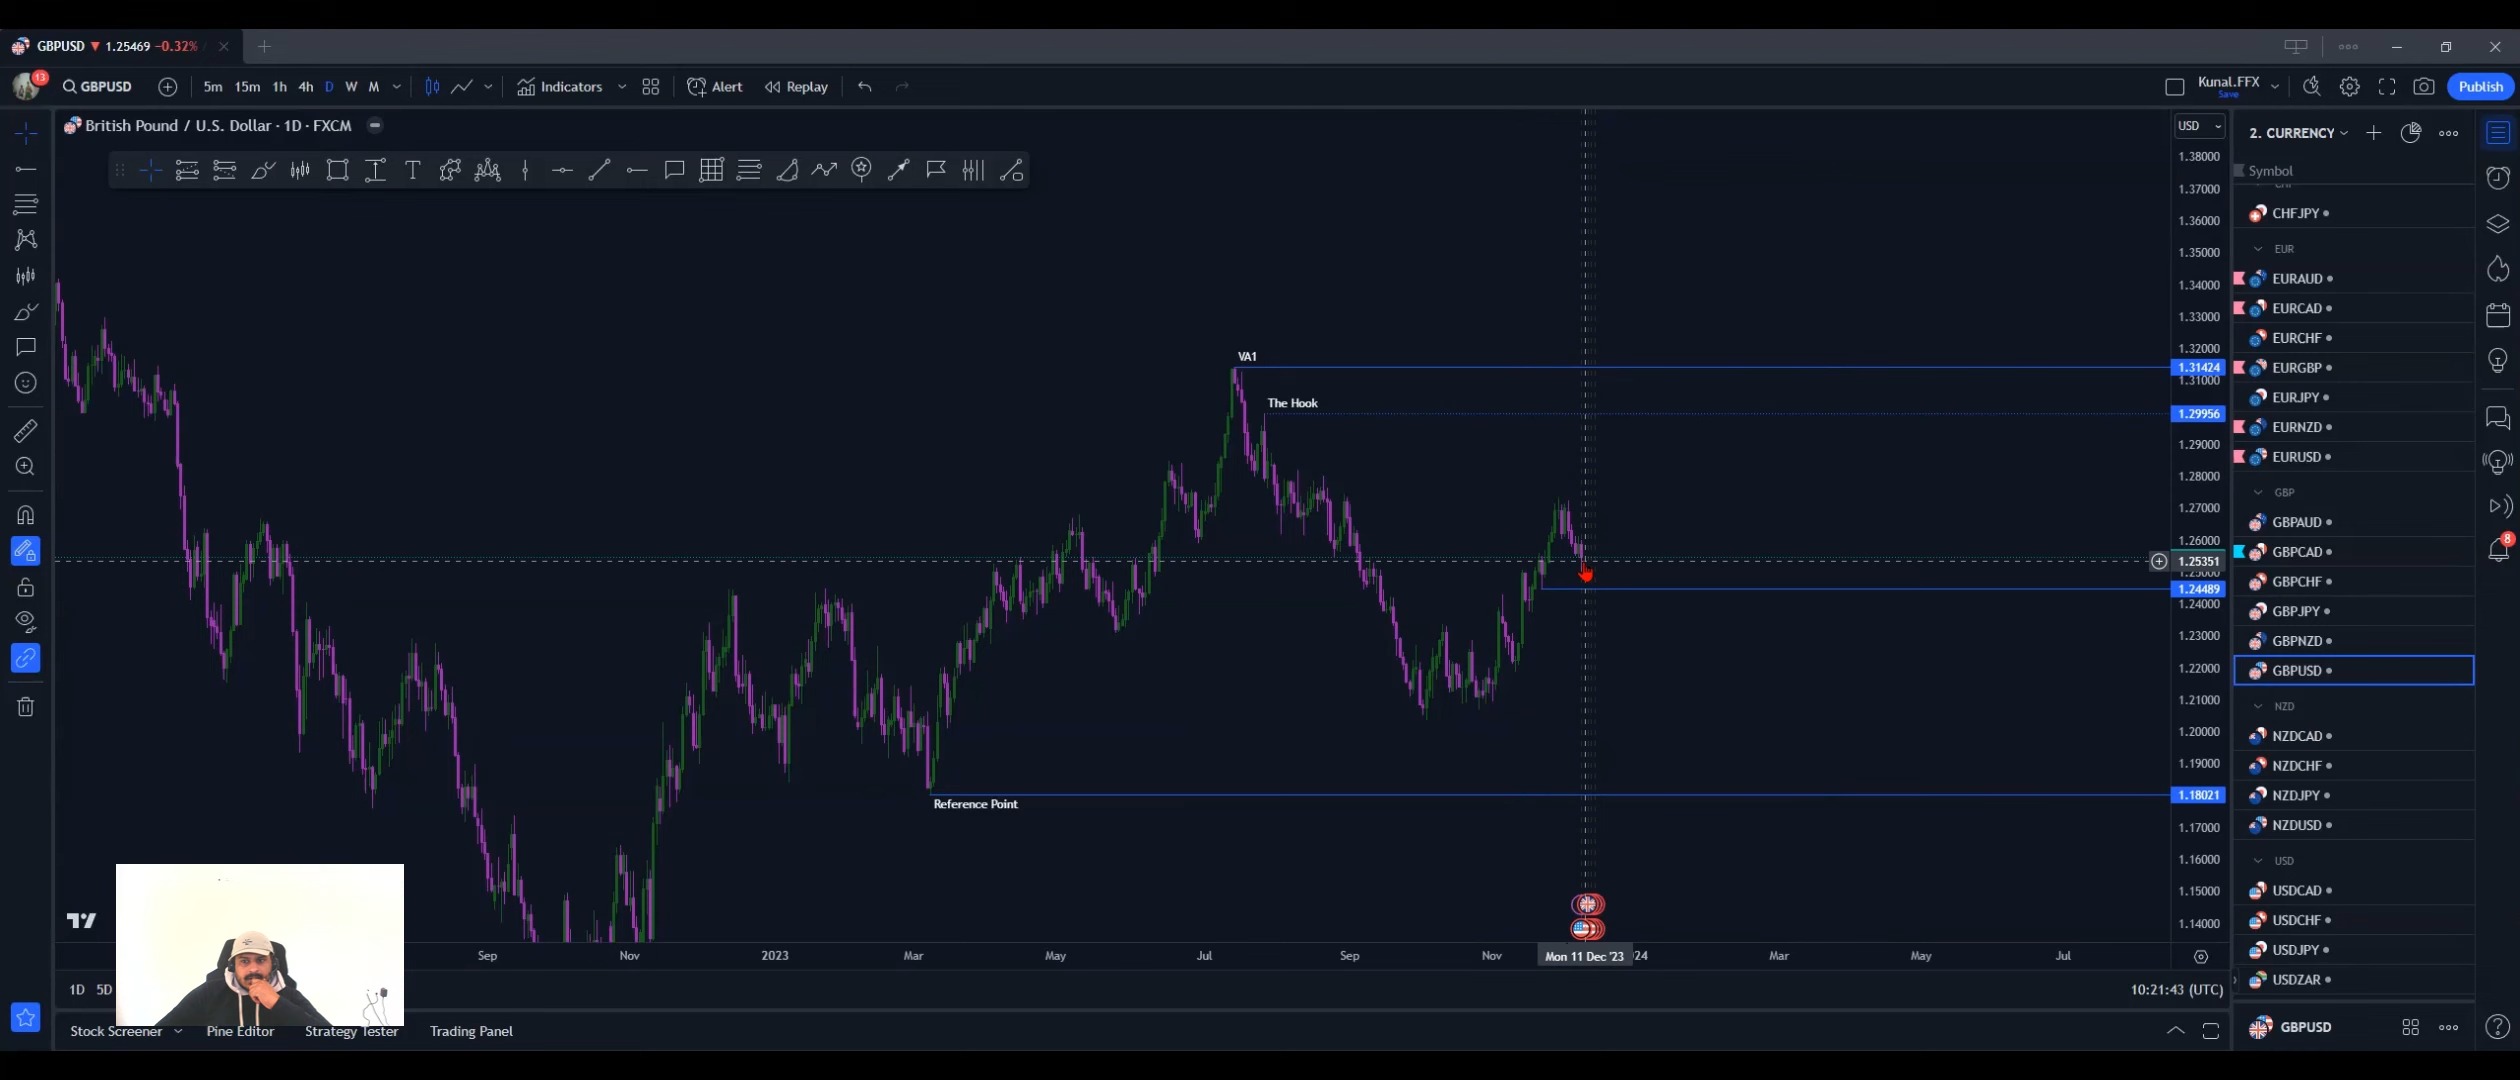 GBPUSD ▼ 1.25469 −0.32%
13
GBPUSD 5m 15m 1h 4h D W M Indicators Alert Replay Kunal.FFX Save Publish
British Pound / U.S. Dollar · 1D · FXCM
USD
2. CURRENCY
Symbol
CHFJPY
EUR
EURAUD
EURCAD
EURCHF
EURGBP
EURJPY
EURNZD
EURUSD
GBP
GBPAUD
GBPCAD
GBPCHF
GBPJPY
GBPNZD
GBPUSD
NZD
NZDCAD
NZDCHF
NZDJPY
NZDUSD
USD
USDCAD
USDCHF
USDJPY
USDZAR
GBPUSD
8
1.38000
1.37000
1.36000
1.35000
1.34000
1.33000
1.32000
1.31424
1.31000
1.29956
1.29000
1.28000
1.27000
1.26000
1.25351
1.25000
1.24489
1.24000
1.23000
1.22000
1.21000
1.20000
1.19000
1.18021
1.17000
1.16000
1.15000
1.14000
VA1
The Hook
Reference Point
Sep Nov 2023 Mar May Jul Sep Nov Mon 11 Dec '23 24 Mar May Jul
1D 5D
10:21:43 (UTC)
Stock Screener Pine Editor Strategy Tester Trading Panel